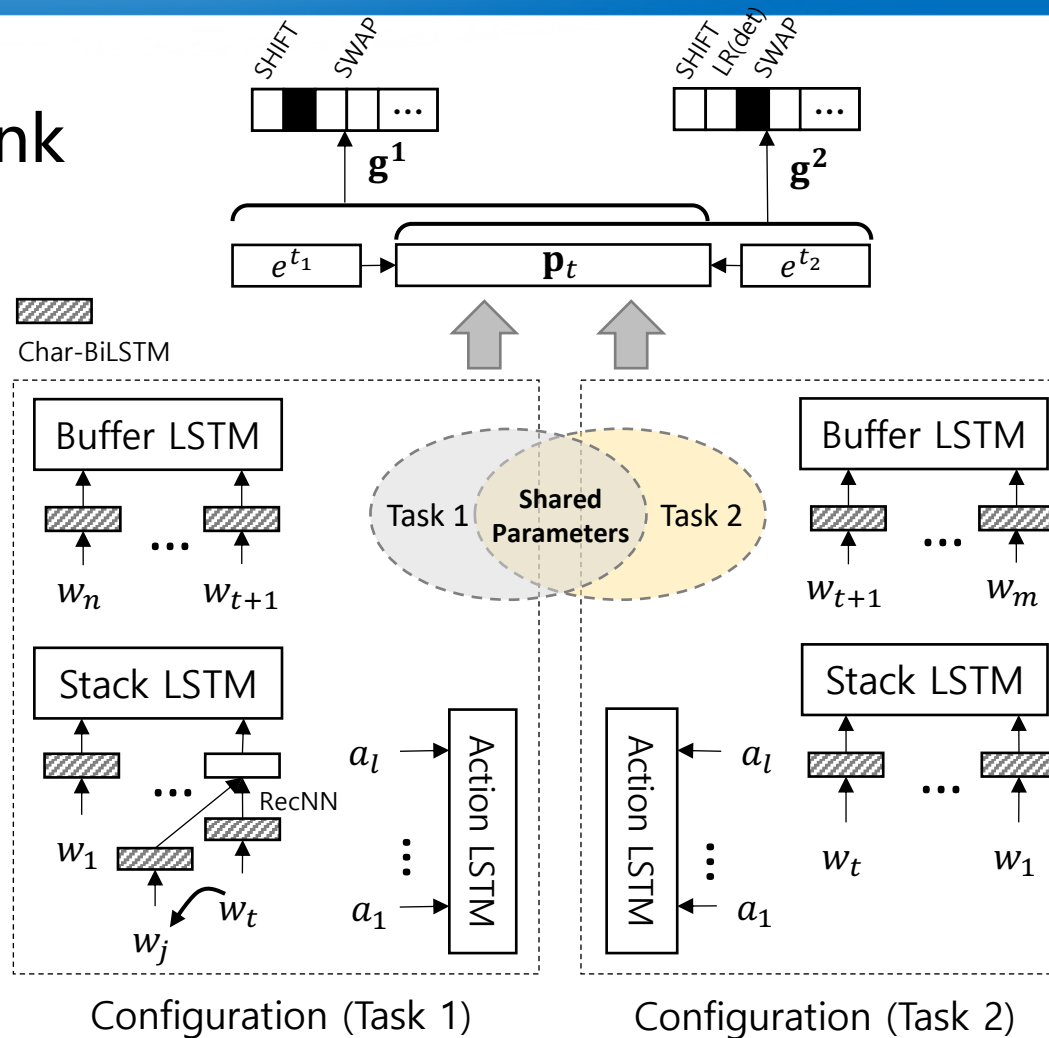 SHIFT SWAP
SHIFT LR(det) SWAP
...
...
nk
g¹
g²
e^{t₁}
p_t
e^{t₂}
Char-BiLSTM
Buffer LSTM
...
w_n w_{t+1}
Stack LSTM
...
RecNN
w_1
w_t
w_j
a_l
⋮
a_1
Action LSTM
Task 1
Shared
Parameters
Task 2
Buffer LSTM
...
w_{t+1} w_m
Stack LSTM
...
w_t w_1
Action LSTM
a_l
⋮
a_1
Configuration (Task 1)
Configuration (Task 2)